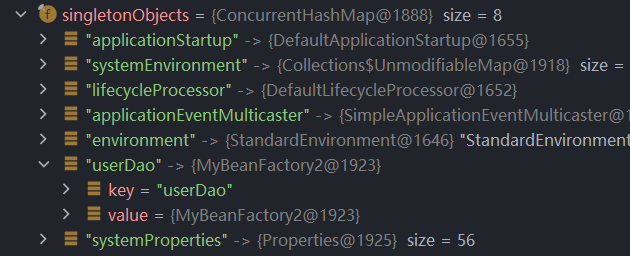 f singletonObjects = {ConcurrentHashMap@1888} size = 8
"applicationStartup" -> {DefaultApplicationStartup@1655}
"systemEnvironment" -> {Collections$UnmodifiableMap@1918} size =
"lifecycleProcessor" -> {DefaultLifecycleProcessor@1652}
"applicationEventMulticaster" -> {SimpleApplicationEventMulticaster@1
"environment" -> {StandardEnvironment@1646} "StandardEnvironment
"userDao" -> {MyBeanFactory2@1923}
key = "userDao"
value = {MyBeanFactory2@1923}
"systemProperties" -> {Properties@1925} size = 56